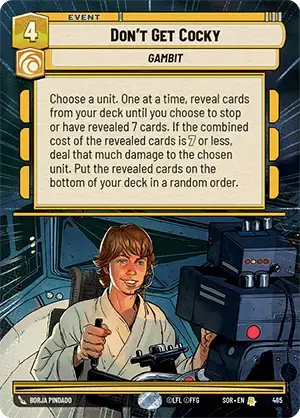 EVENT
4
DON'T GET COCKY
GAMBIT
Choose a unit. One at a time, reveal cards
from your deck until you choose to stop
or have revealed 7 cards. If the combined
cost of the revealed cards is 7 or less,
deal that much damage to the chosen
unit. Put the revealed cards on the
bottom of your deck in a random order.
BORJA PINDADO
©LFL ©FFG
SOR • EN
485